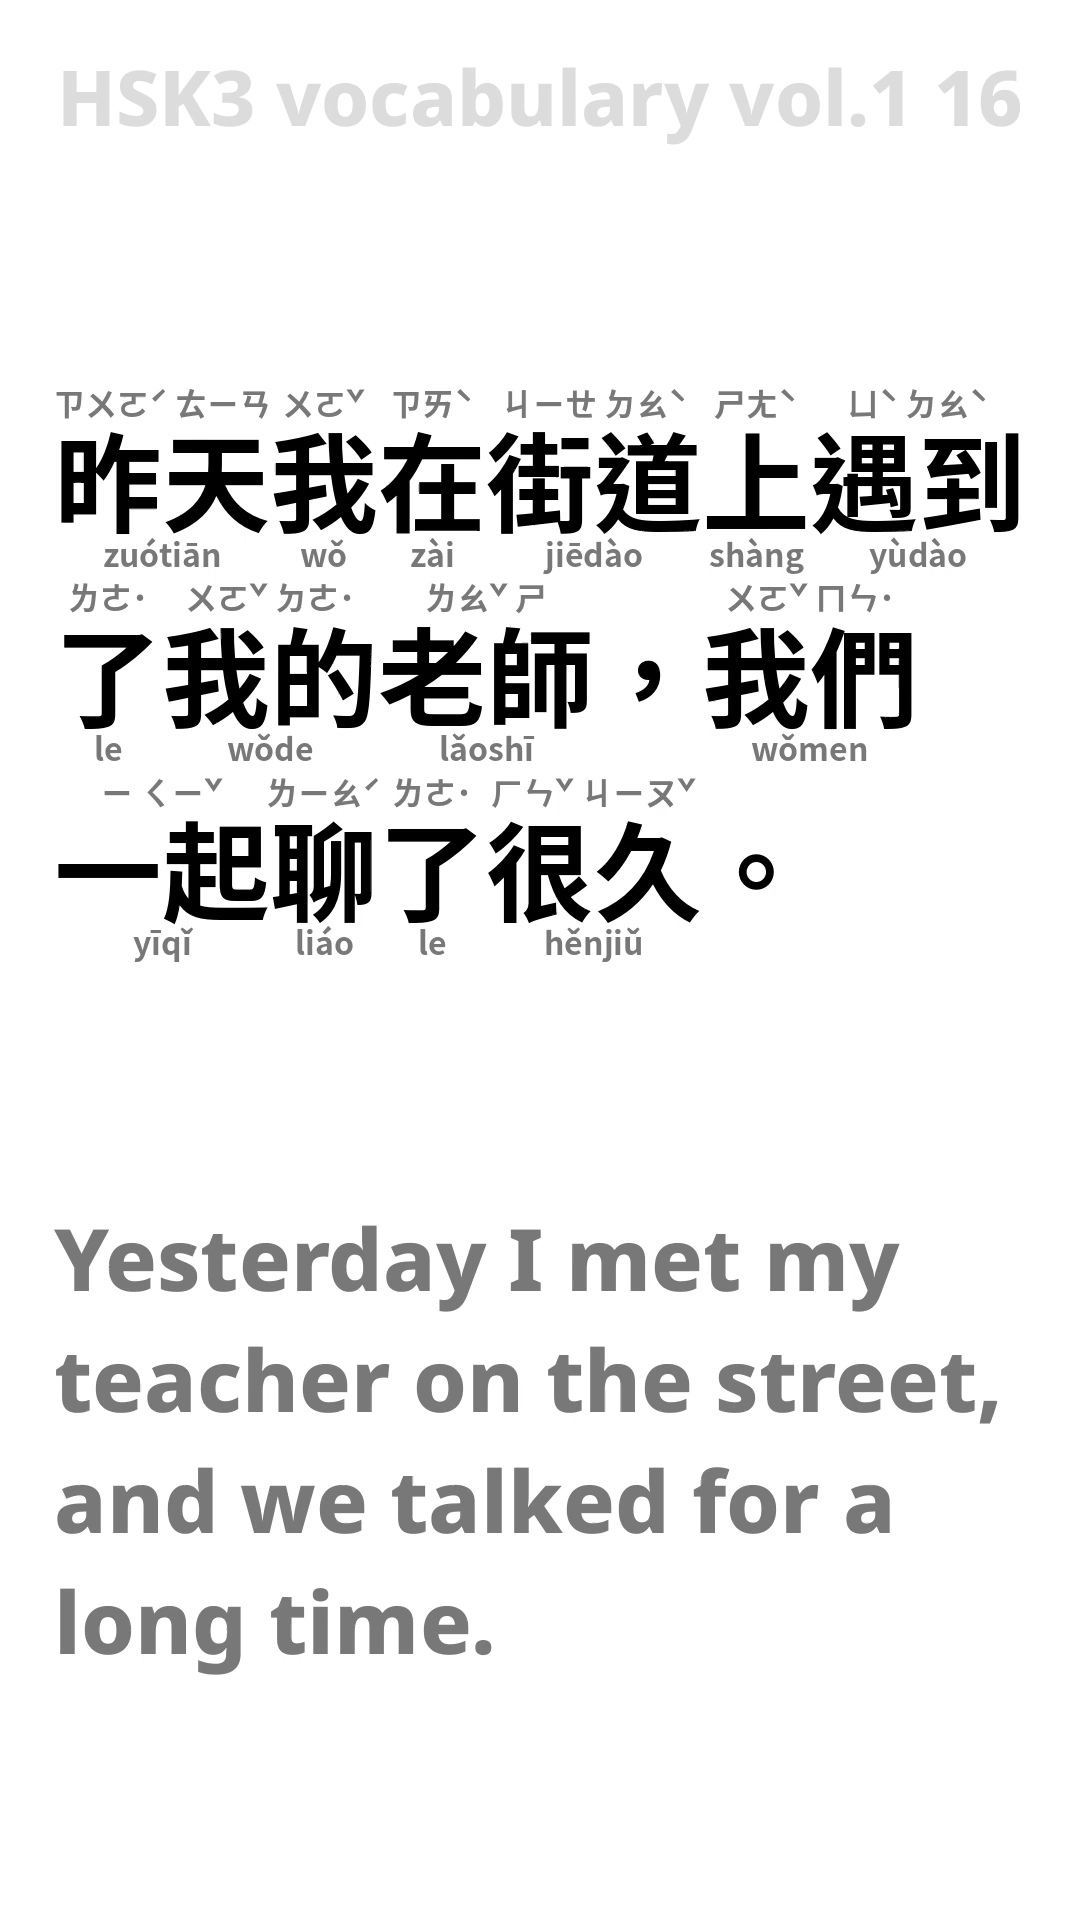 HSK3 vocabulary vol.1 16
ㄗㄨㄛˊ ㄊㄧㄢ ㄨㄛˇ ㄗㄞˋ ㄐㄧㄝ ㄉㄠˋ ㄕㄤˋ ㄩˋ ㄉㄠˋ
昨天我在街道上遇到
zuótiān wǒ zài jiēdào shàng yùdào
ㄌㄜ˙ ㄨㄛˇ ㄉㄜ˙ ㄌㄠˇ ㄕ ㄨㄛˇ ㄇㄣ˙
了我的老師，我們
le wǒde lǎoshī wǒmen
ㄧ ㄑㄧˇ ㄌㄧㄠˊ ㄌㄜ˙ ㄏㄣˇ ㄐㄧㄡˇ
一起聊了很久。
yīqǐ liáo le hěnjiǔ
Yesterday I met my
teacher on the street,
and we talked for a
long time.